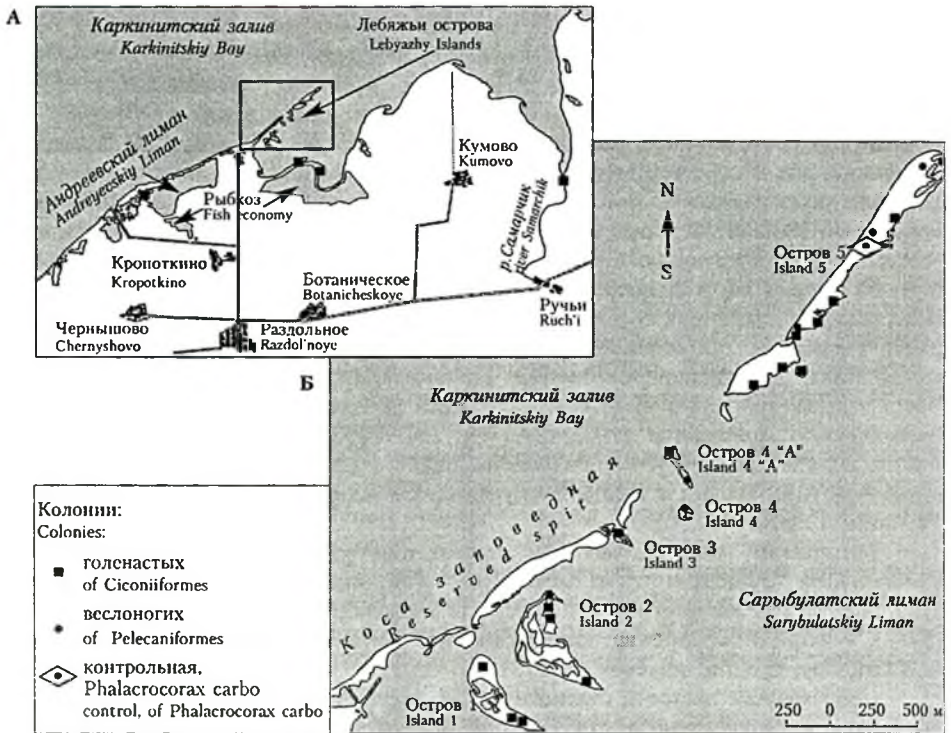 А
Каркинитский залив
Karkinitskiy Bay
Лебяжьи острова
Lebyazhy Islands
Андреевский лиман
Andreyevskiy Liman
Рыбхоз
Fish economy
Кумово
Kumovo
р.Самарчик
river Samarchik
Кропоткино
Kropotkino
Ботаническое
Botanicheskoye
Ручьи
Ruch'i
Чернышово
Chernyshovo
Раздольное
Razdol'noye
Б
N
S
Остров 5
Island 5
Каркинитский залив
Karkinitskiy Bay
Остров 4 "А"
Island 4 "A"
Остров 4
Island 4
Коса заповедная
Reserved spit
Остров 3
Island 3
Остров 2
Island 2
Сарыбулатский лиман
Sarybulatskiy Liman
Остров 1
Island 1
250 0 250 500 м
Колонии:
Colonies:
голенастых
of Ciconiiformes
веслоногих
of Pelecaniformes
контрольная,
Phalacrocorax carbo
control, of Phalacrocorax carbo